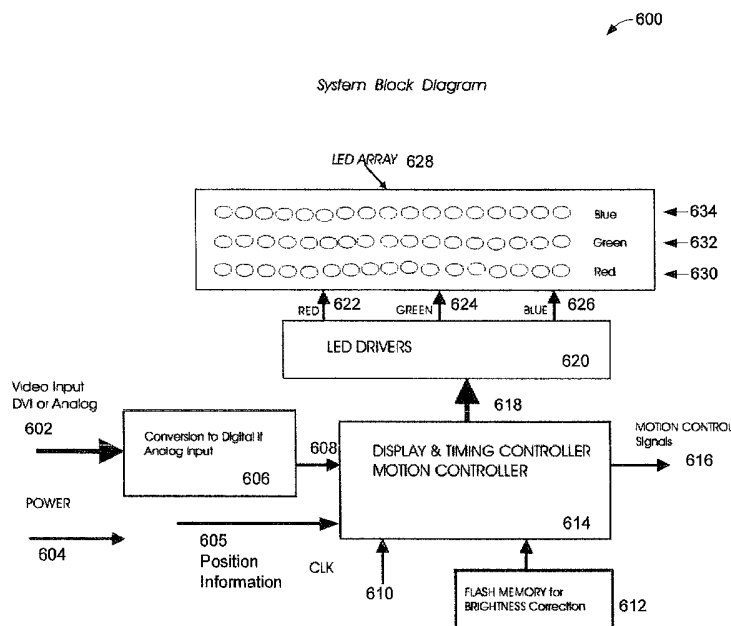 600
System Block Diagram
LED ARRAY 628
Blue 634
Green 632
Red 630
RED 622 GREEN 624 BLUE 626
LED DRIVERS
620
618
Video Input
DVI or Analog
602
Conversion to Digital if
Analog Input
606
608
DISPLAY & TIMING CONTROLLER
MOTION CONTROLLER
614
MOTION CONTROL
Signals
616
POWER
604
605
Position
Information
CLK
610
FLASH MEMORY for
BRIGHTNESS Correction
612